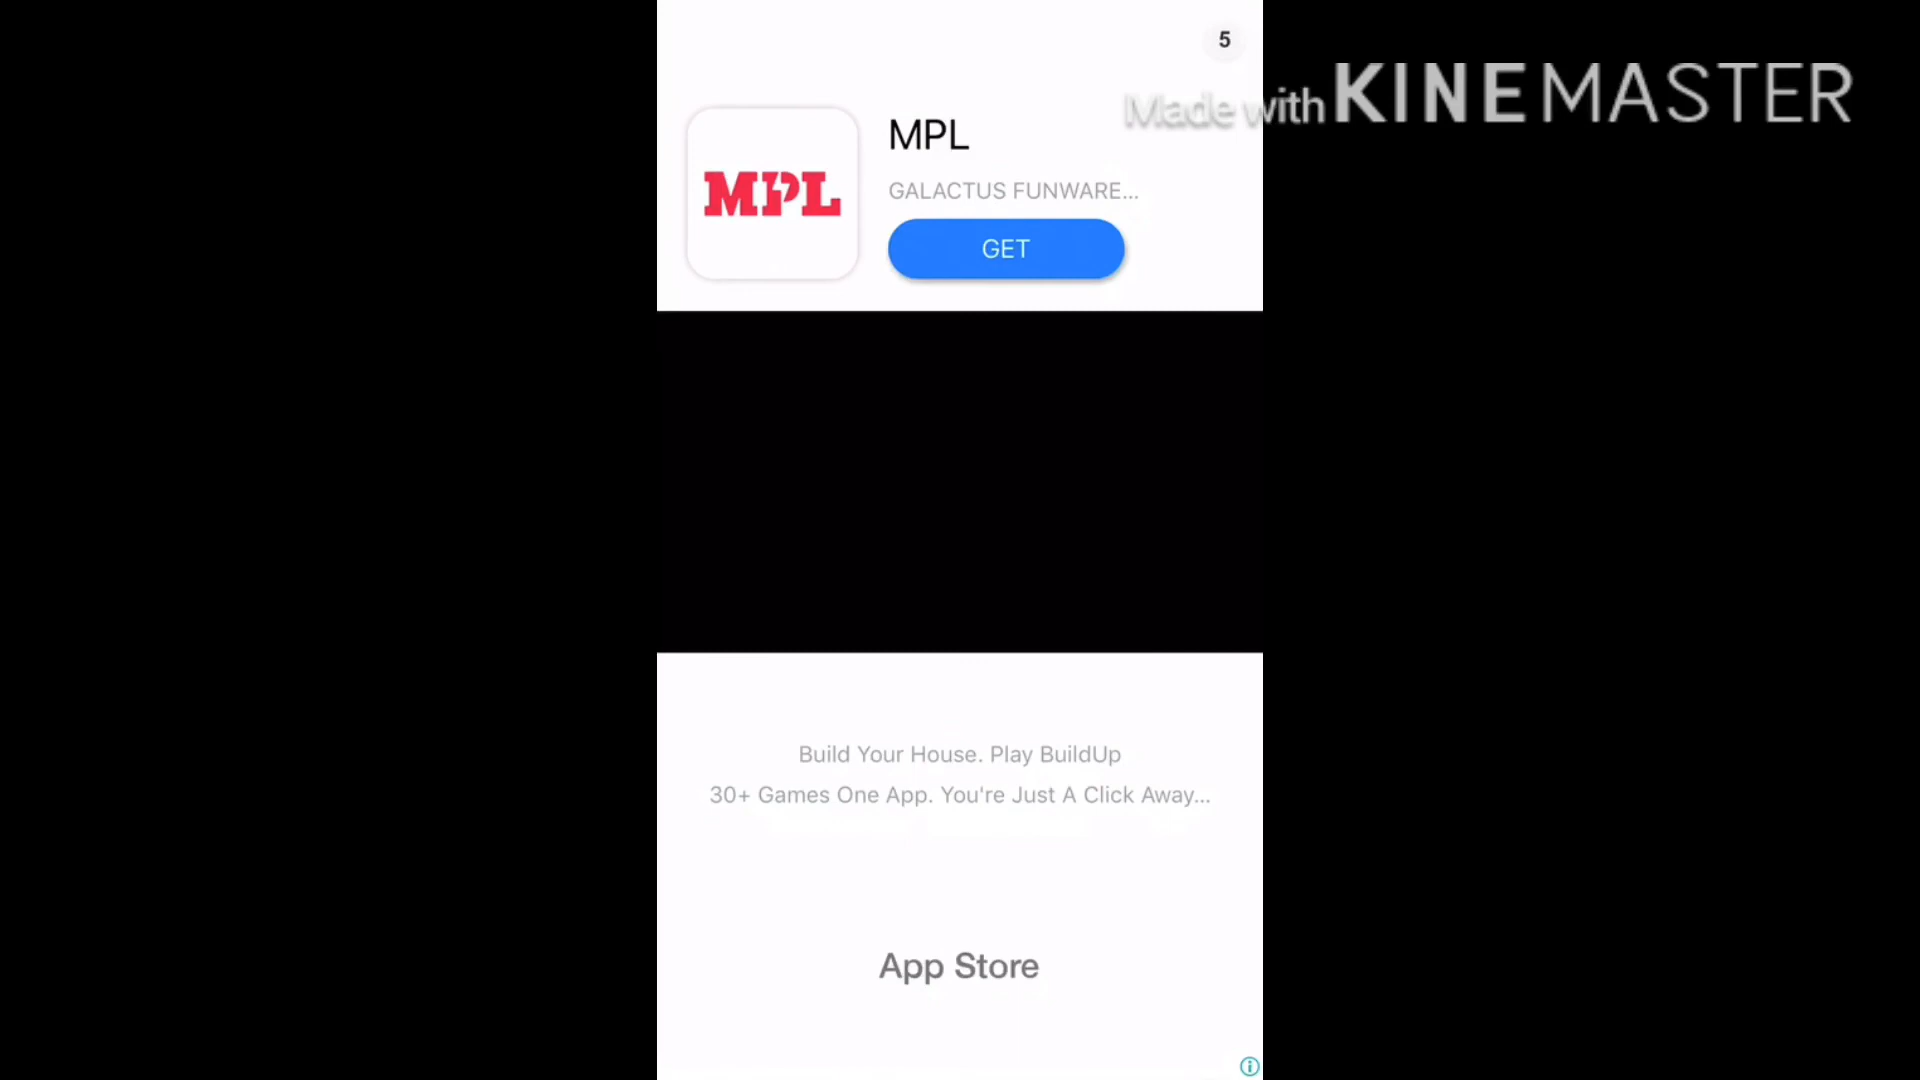 5
Made with KINEMASTER
MPL
MPL
GALACTUS FUNWARE...
GET
Build Your House. Play BuildUp
30+ Games One App. You're Just A Click Away...
App Store